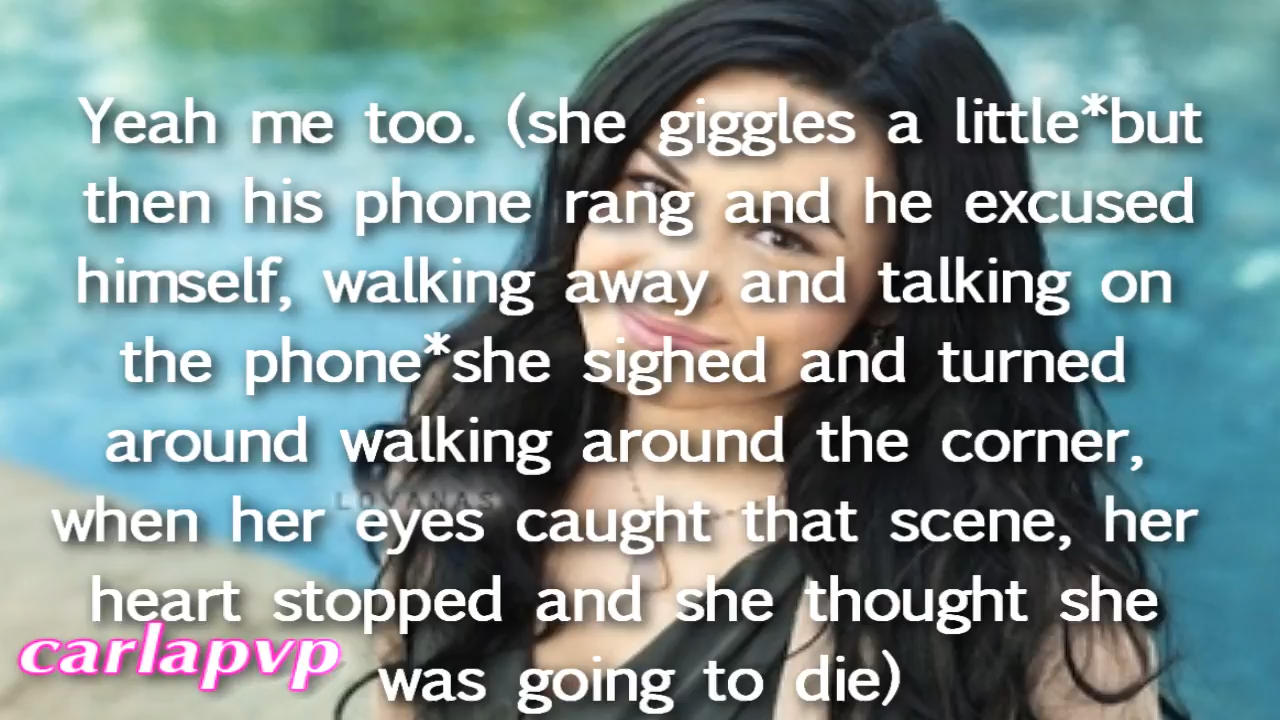 Yeah me too. (she giggles a little*but
then his phone rang and he excused
himself, walking away and talking on
the phone*she sighed and turned
around walking around the corner,
LOVANAS
when her eyes caught that scene, her
heart stopped and she thought she
carlapvp
was going to die)